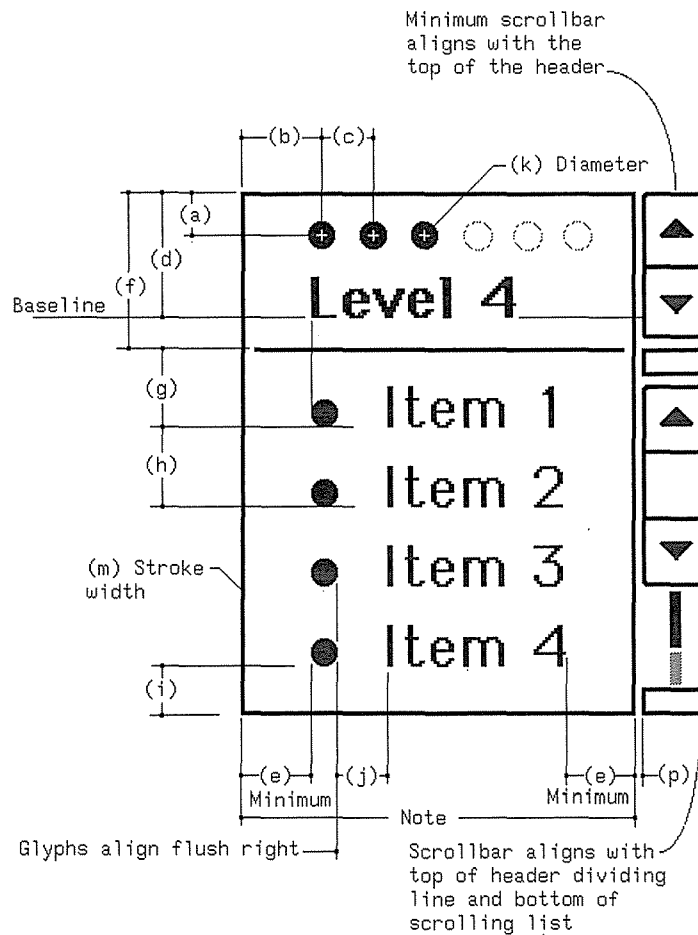 Minimum scrollbar
aligns with the
top of the header
(b)
(c)
(k) Diameter
(a)
(d)
(f)
Baseline
Level 4
(g)
Item 1
(h)
Item 2
(m) Stroke
width
Item 3
Item 4
(i)
(e)
(j)
(e)
(p)
Minimum
Minimum
Note
Glyphs align flush right
Scrollbar aligns with
top of header dividing
line and bottom of
scrolling list